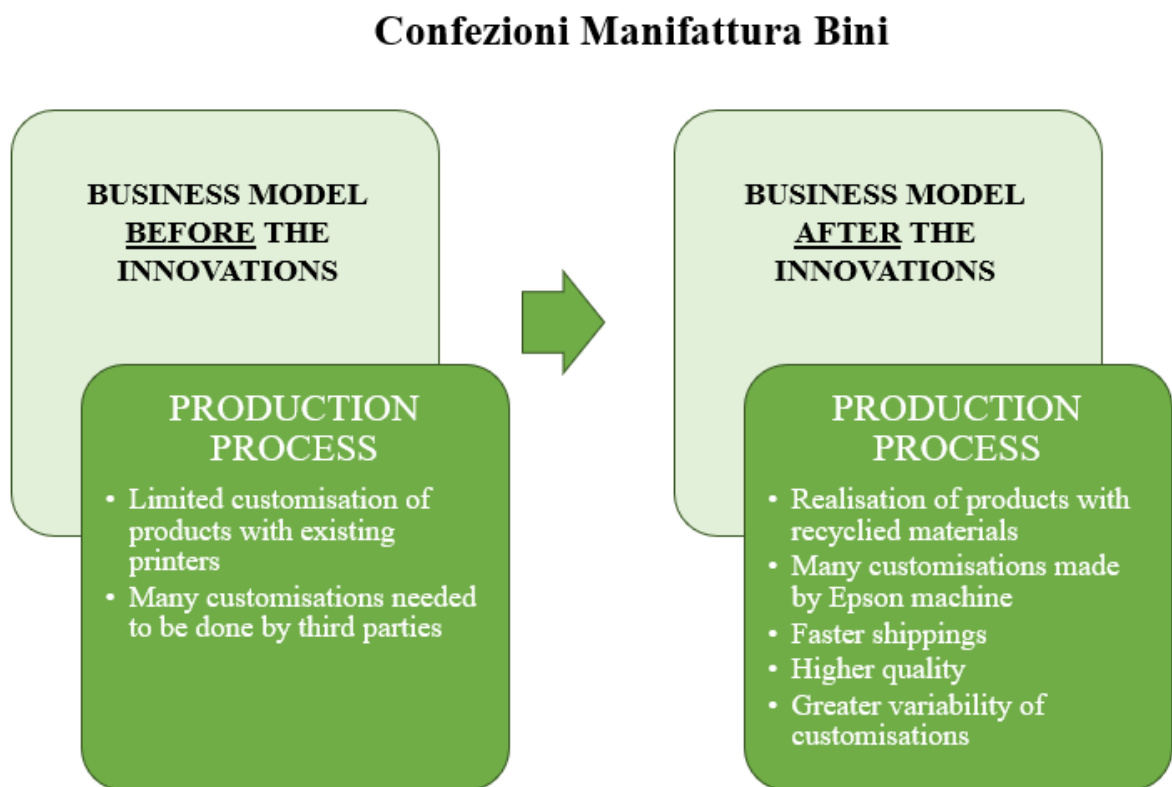 Confezioni Manifattura Bini
BUSINESS MODEL
BEFORE THE
INNOVATIONS
PRODUCTION
PROCESS
• Limited customisation of
products with existing
printers
• Many customisations needed
to be done by third parties
BUSINESS MODEL
AFTER THE
INNOVATIONS
PRODUCTION
PROCESS
• Realisation of products with
recyclied materials
• Many customisations made
by Epson machine
• Faster shippings
• Higher quality
• Greater variability of
customisations